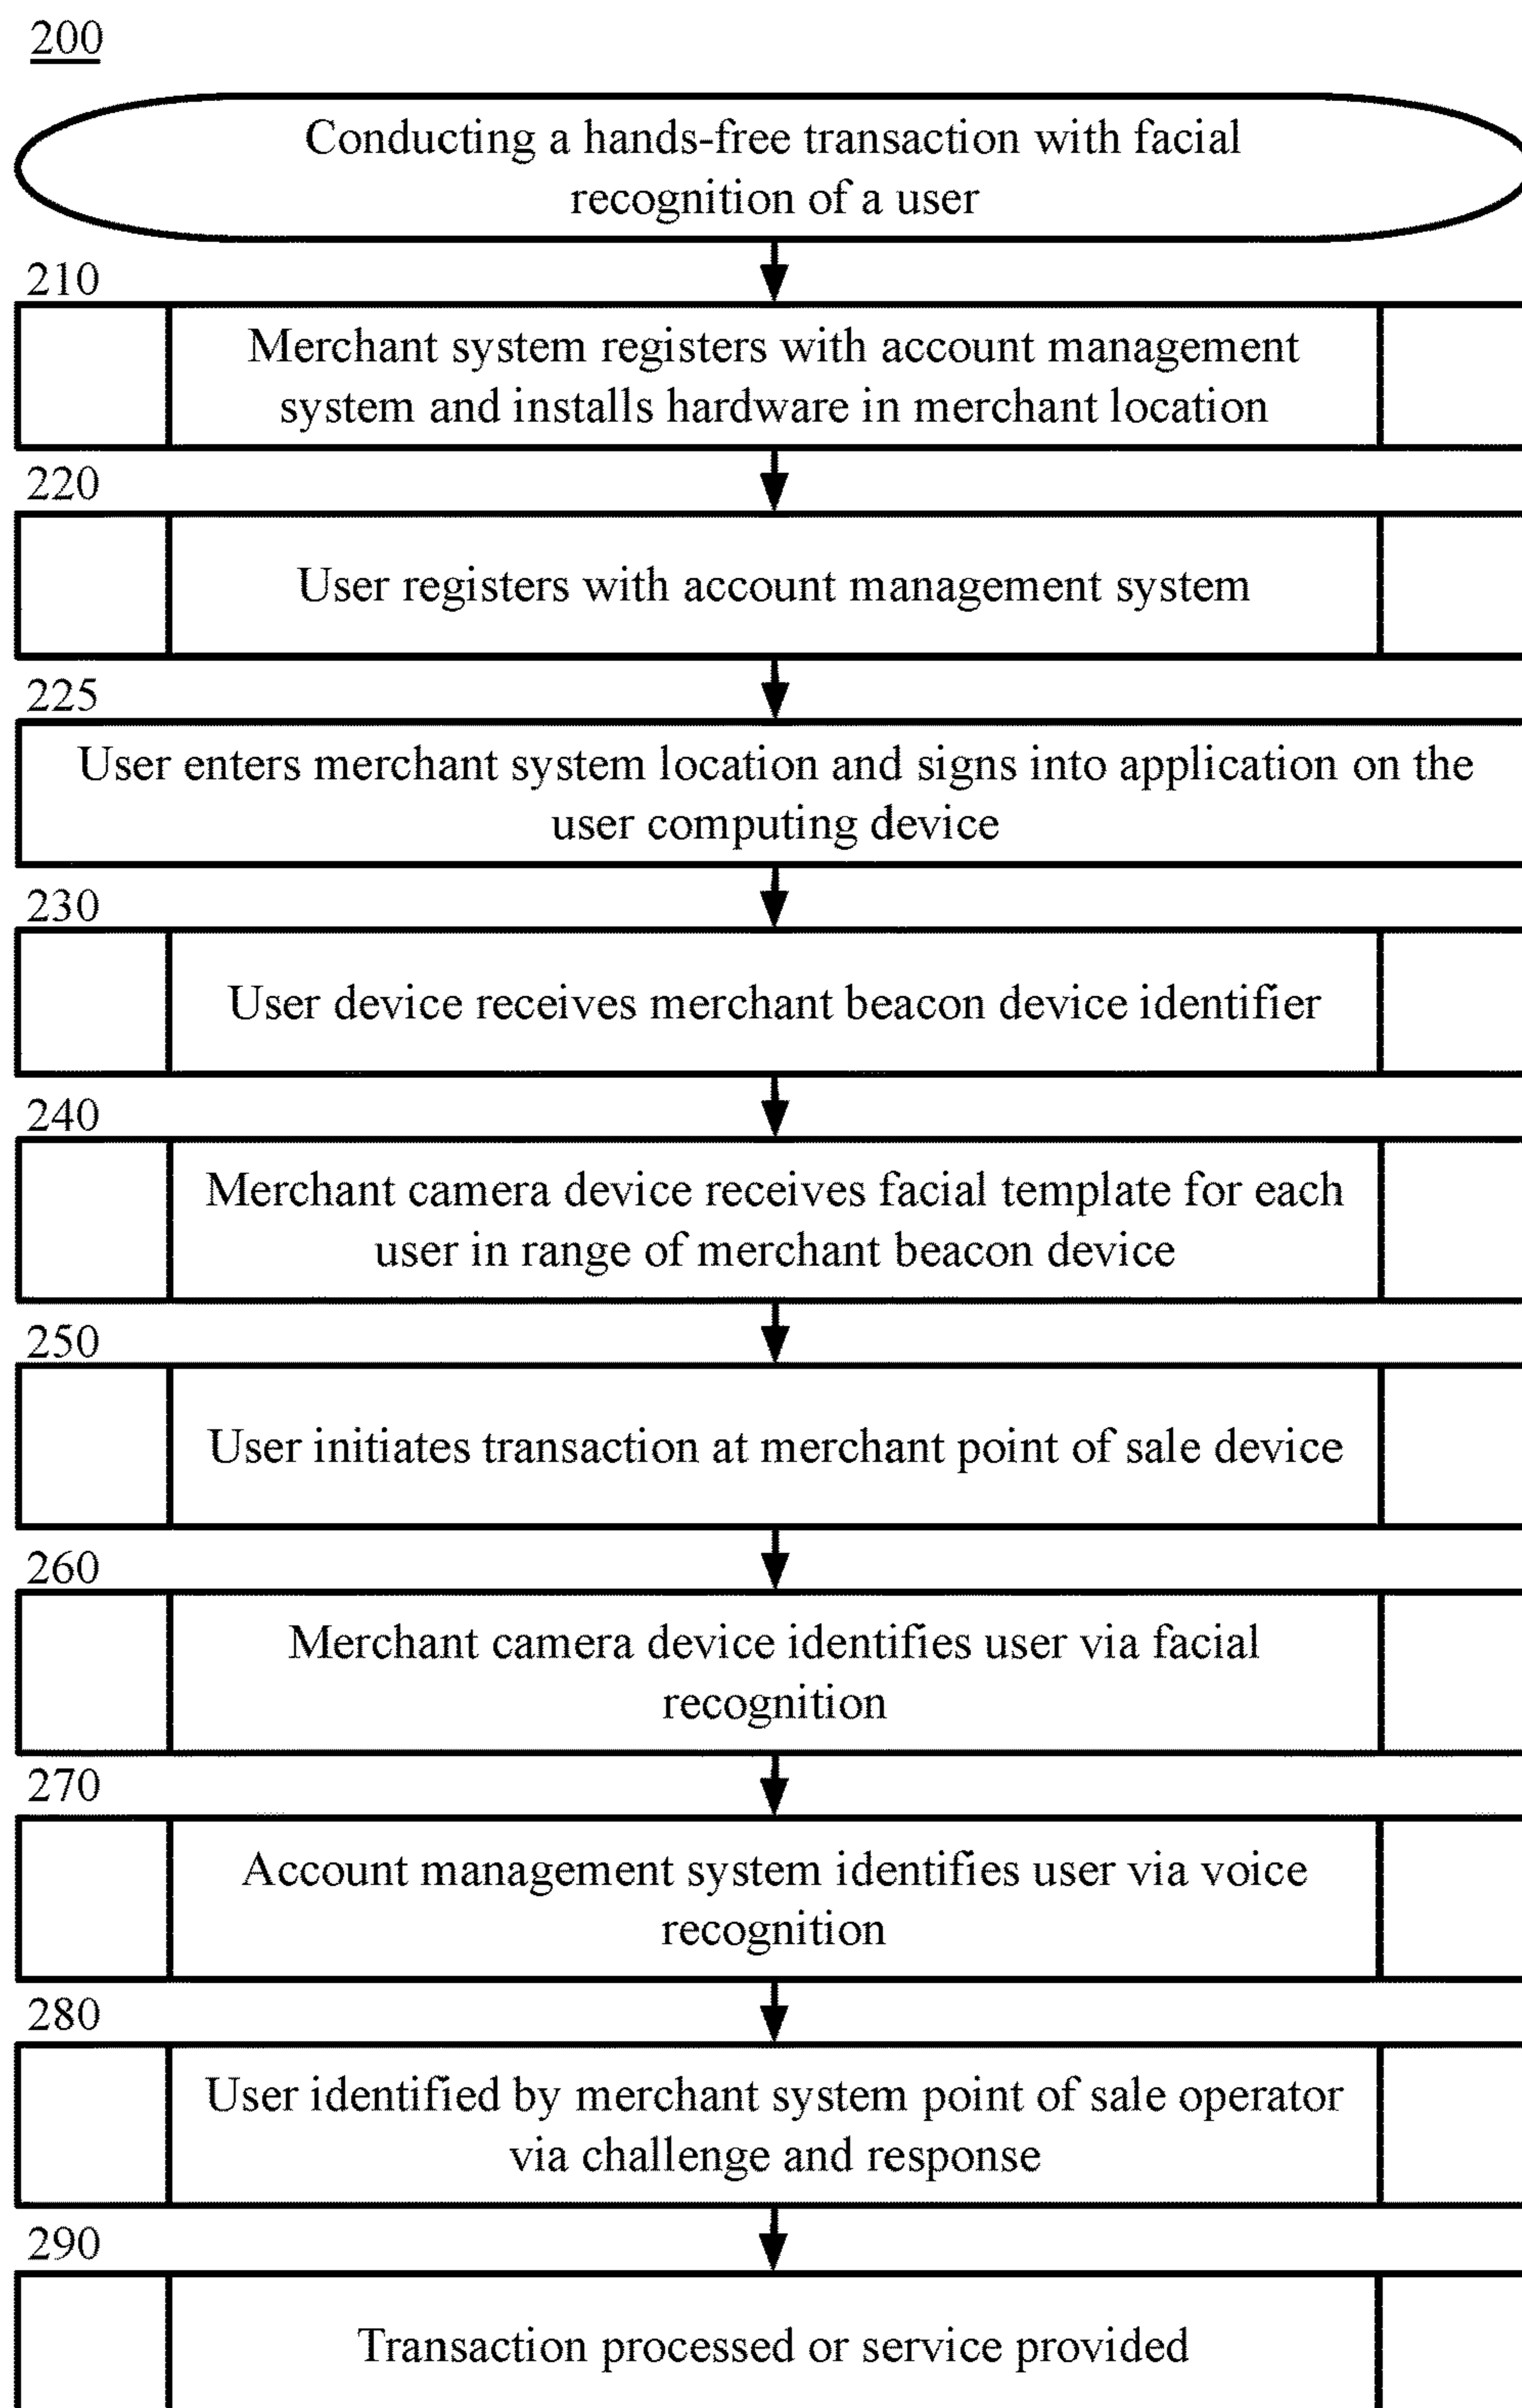 200
Conducting a hands-free transaction with facial
recognition of a user
210
Merchant system registers with account management
system and installs hardware in merchant location
220
User registers with account management system
225
User enters merchant system location and signs into application on the
user computing device
230
User device receives merchant beacon device identifier
240
Merchant camera device receives facial template for each
user in range of merchant beacon device
250
User initiates transaction at merchant point of sale device
260
Merchant camera device identifies user via facial
recognition
270
Account management system identifies user via voice
recognition
280
User identified by merchant system point of sale operator
via challenge and response
290
Transaction processed or service provided